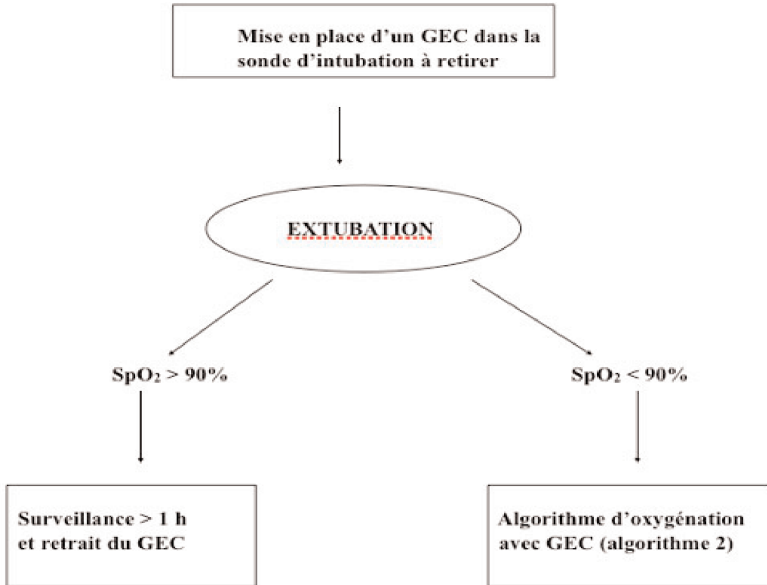 Mise en place d’un GEC dans la
sonde d’intubation à retirer
EXTUBATION
SpO₂ > 90%
SpO₂ < 90%
Surveillance > 1 h
et retrait du GEC
Algorithme d’oxygénation
avec GEC (algorithme 2)